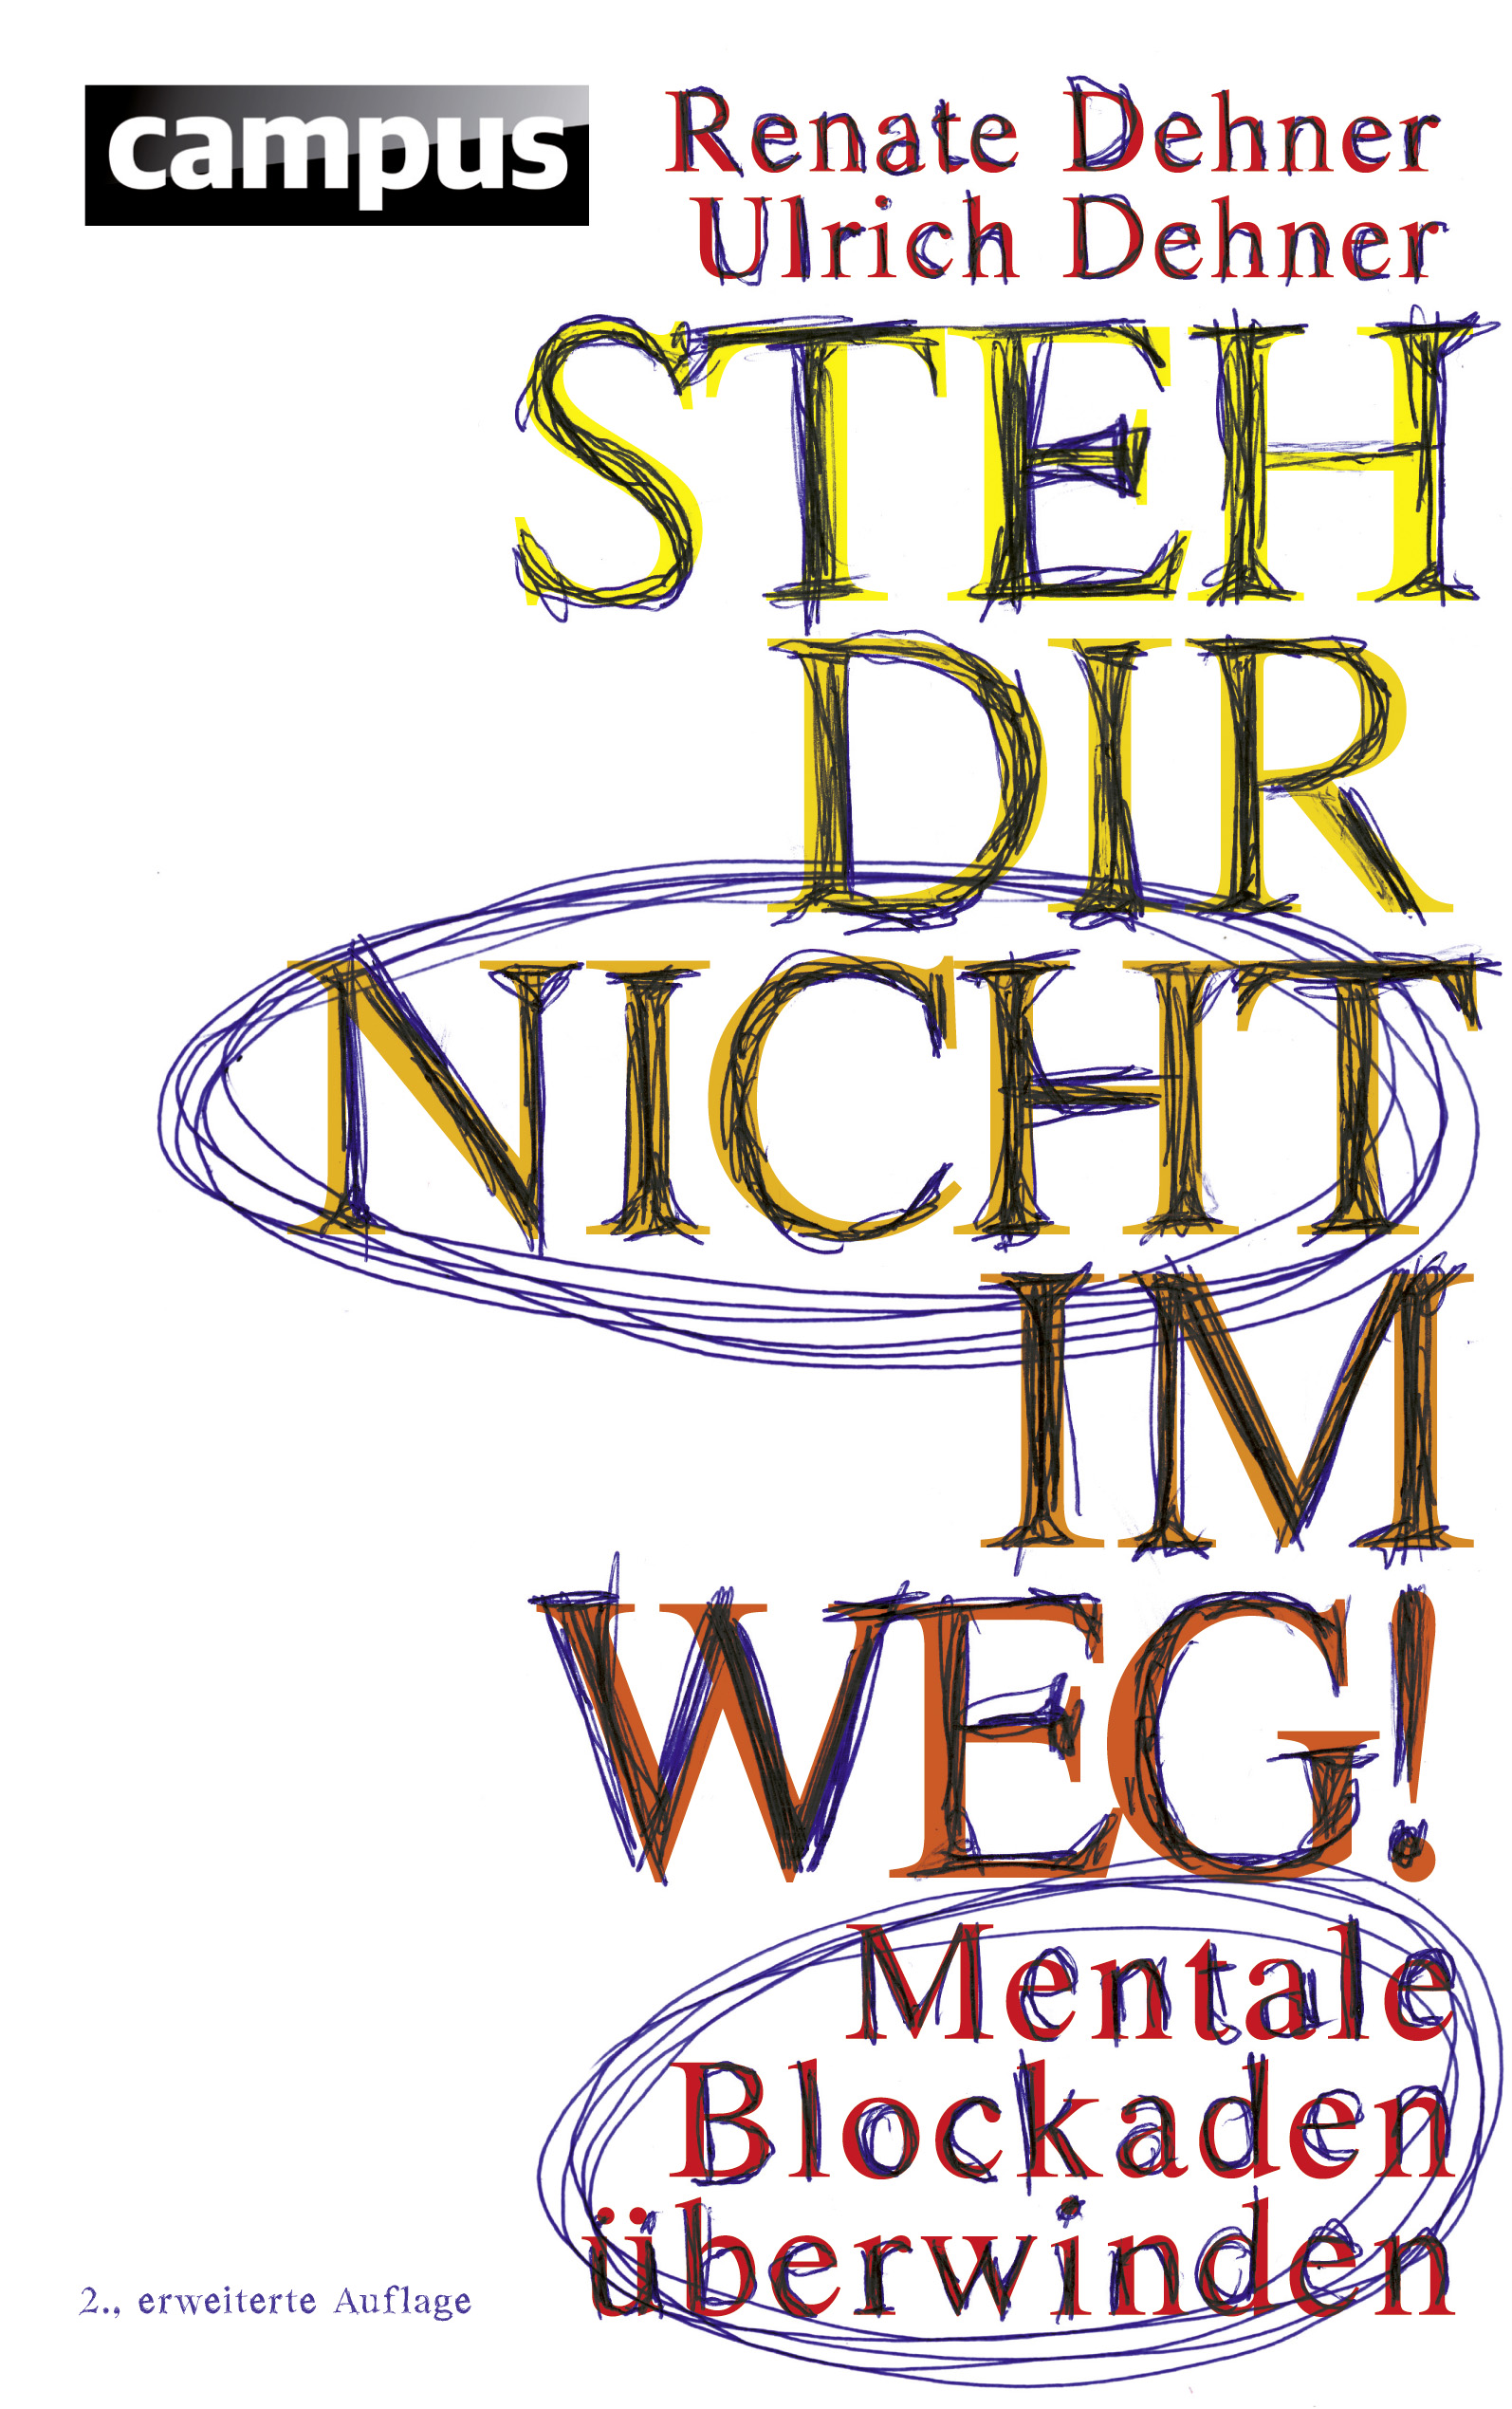 campus
Renate Dehner
Ulrich Dehner
STEH
DIR
NICHT
IM
WEG!
Mentale
Blockaden
überwinden
2., erweiterte Auflage